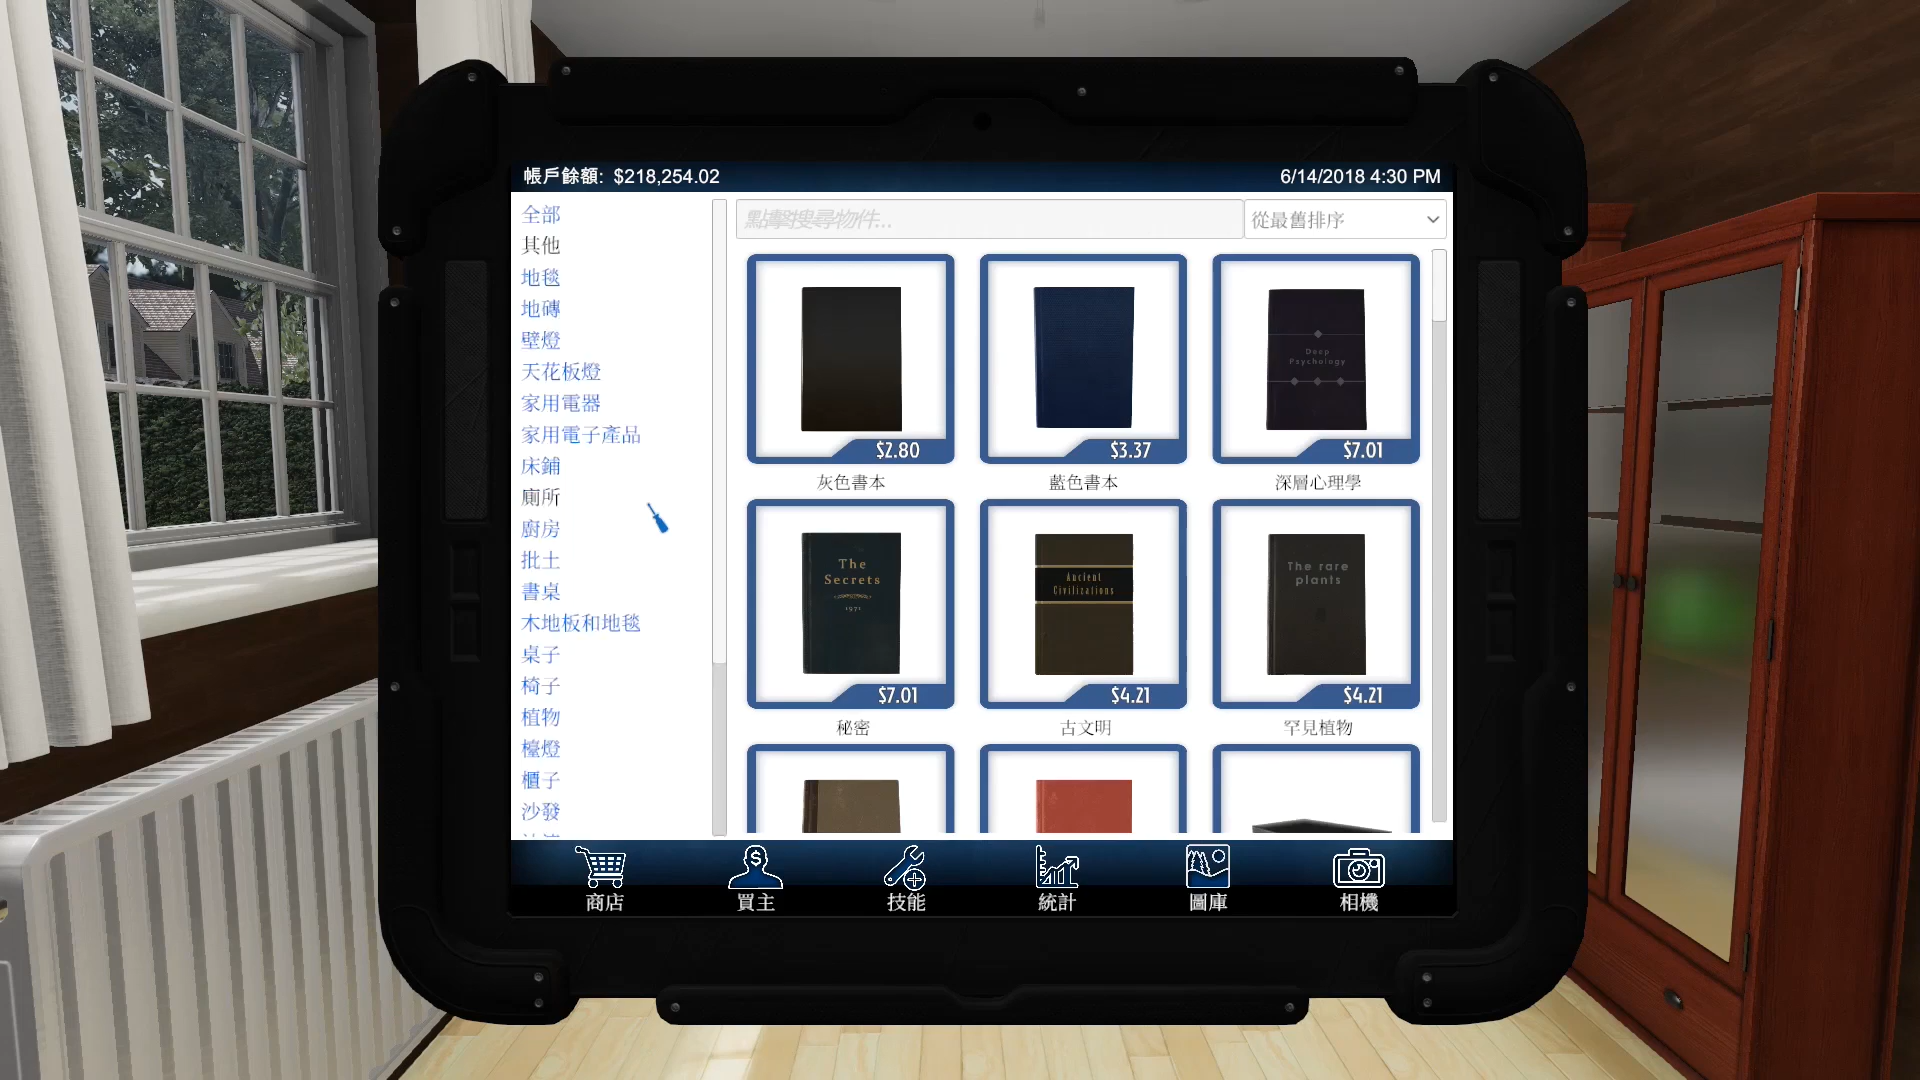 帳戶餘額: $218,254.02
6/14/2018 4:30 PM
全部
其他
地毯
地磚
壁燈
天花板燈
家用電器
家用電子產品
床鋪
廁所
廚房
批土
書桌
木地板和地毯
桌子
椅子
植物
檯燈
櫃子
沙發
點擊搜尋物件...
從最舊排序
$2.80
灰色書本
$3.37
藍色書本
Deep
Psychology
$7.01
深層心理學
The
Secrets
1971
$7.01
秘密
Ancient
Civilizations
$4.21
古文明
The rare
plants
$4.21
罕見植物
商店
買主
技能
統計
圖庫
相機